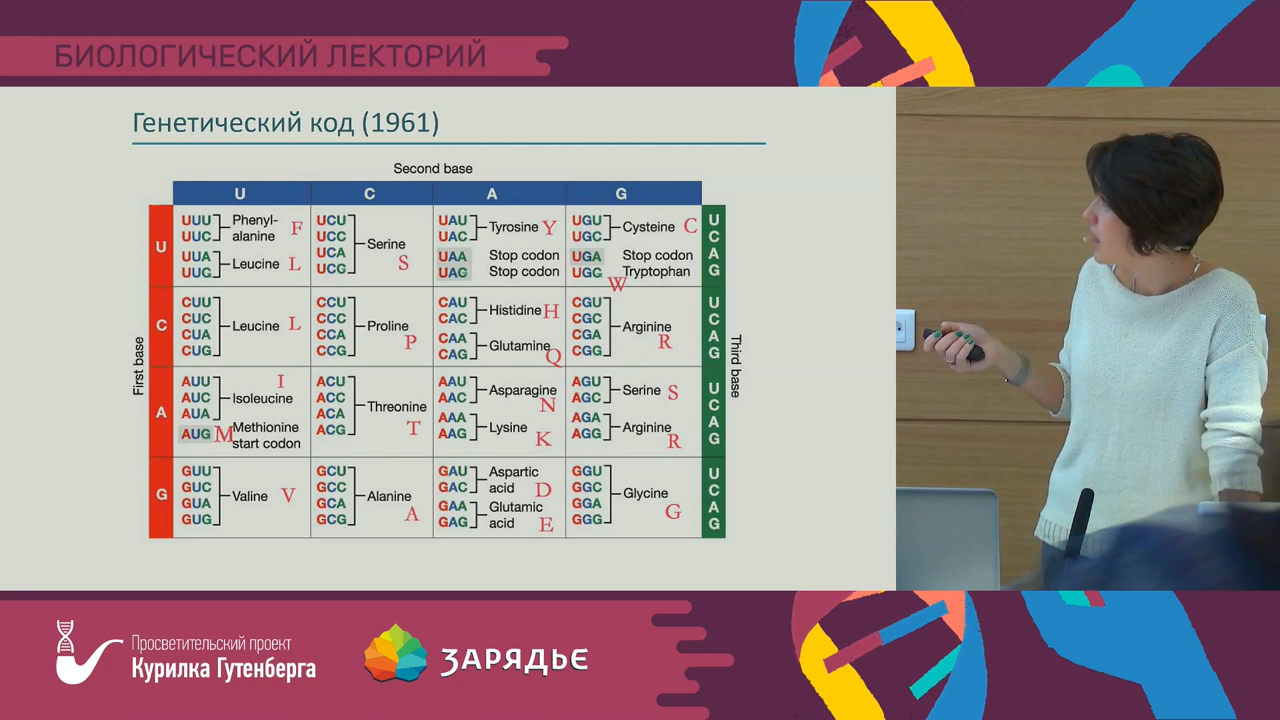 БИОЛОГИЧЕСКИЙ ЛЕКТОРИЙ
Генетический код (1961)
Second base
U C A G
First base
Third base
U
UUU
UUC
Phenyl-
alanine F
UUA
UUG
Leucine L
UCU
UCC
UCA
UCG
Serine
S
UAU
UAC
Tyrosine Y
UAA Stop codon
UAG Stop codon
UGU
UGC
Cysteine C
UGA Stop codon
UGG Tryptophan
W
U
C
A
G
C
CUU
CUC
CUA
CUG
Leucine L
CCU
CCC
CCA
CCG
Proline
P
CAU
CAC
Histidine H
CAA
CAG
Glutamine
Q
CGU
CGC
CGA
CGG
Arginine
R
U
C
A
G
A
AUU
AUC
AUA
I
Isoleucine
AUG M Methionine
start codon
ACU
ACC
ACA
ACG
Threonine
T
AAU
AAC
Asparagine
N
AAA
AAG
Lysine
K
AGU
AGC
Serine S
AGA
AGG
Arginine
R
U
C
A
G
G
GUU
GUC
GUA
GUG
Valine V
GCU
GCC
GCA
GCG
Alanine
A
GAU
GAC
Aspartic
acid D
GAA
GAG
Glutamic
acid E
GGU
GGC
GGA
GGG
Glycine
G
U
C
A
G
Просветительский проект
Курилка Гутенберга
ЗАРЯДЬЕ